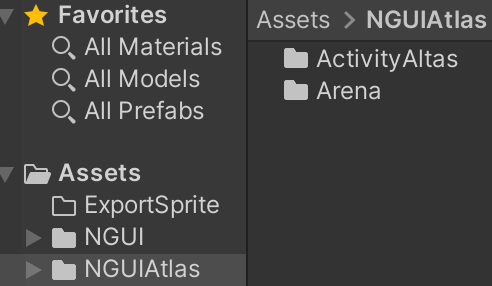 Favorites
All Materials
All Models
All Prefabs
Assets
ExportSprite
NGUI
NGUIAtlas
Assets > NGUIAtlas
ActivityAltas
Arena